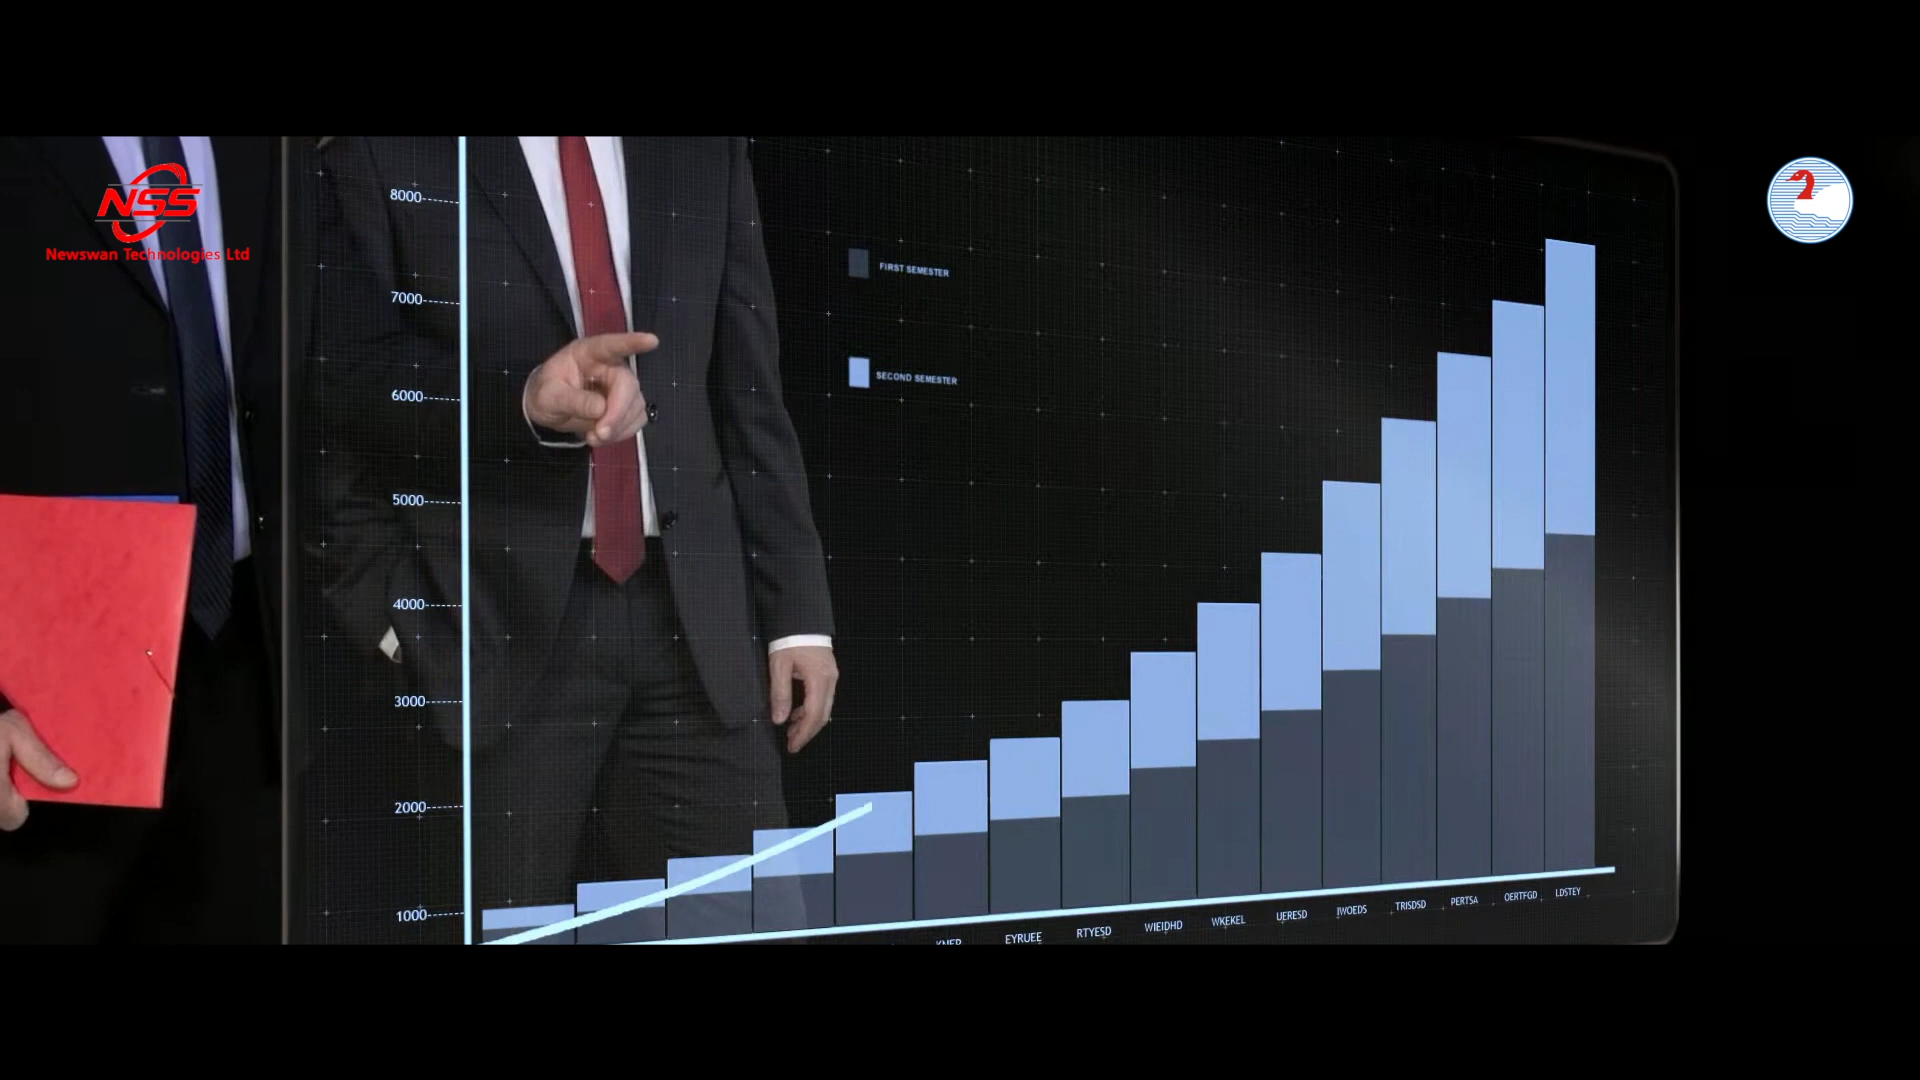 NSS
Newswan Technologies Ltd
8000
7000
6000
5000
4000
3000
2000
1000
FIRST SEMESTER
SECOND SEMESTER
EYRUEE
RTYESD
WIEIDHD
WKEKEL
UERESD
IWOEDS
TRISDSD
PERTSA
OERTFGD
LDSTEY